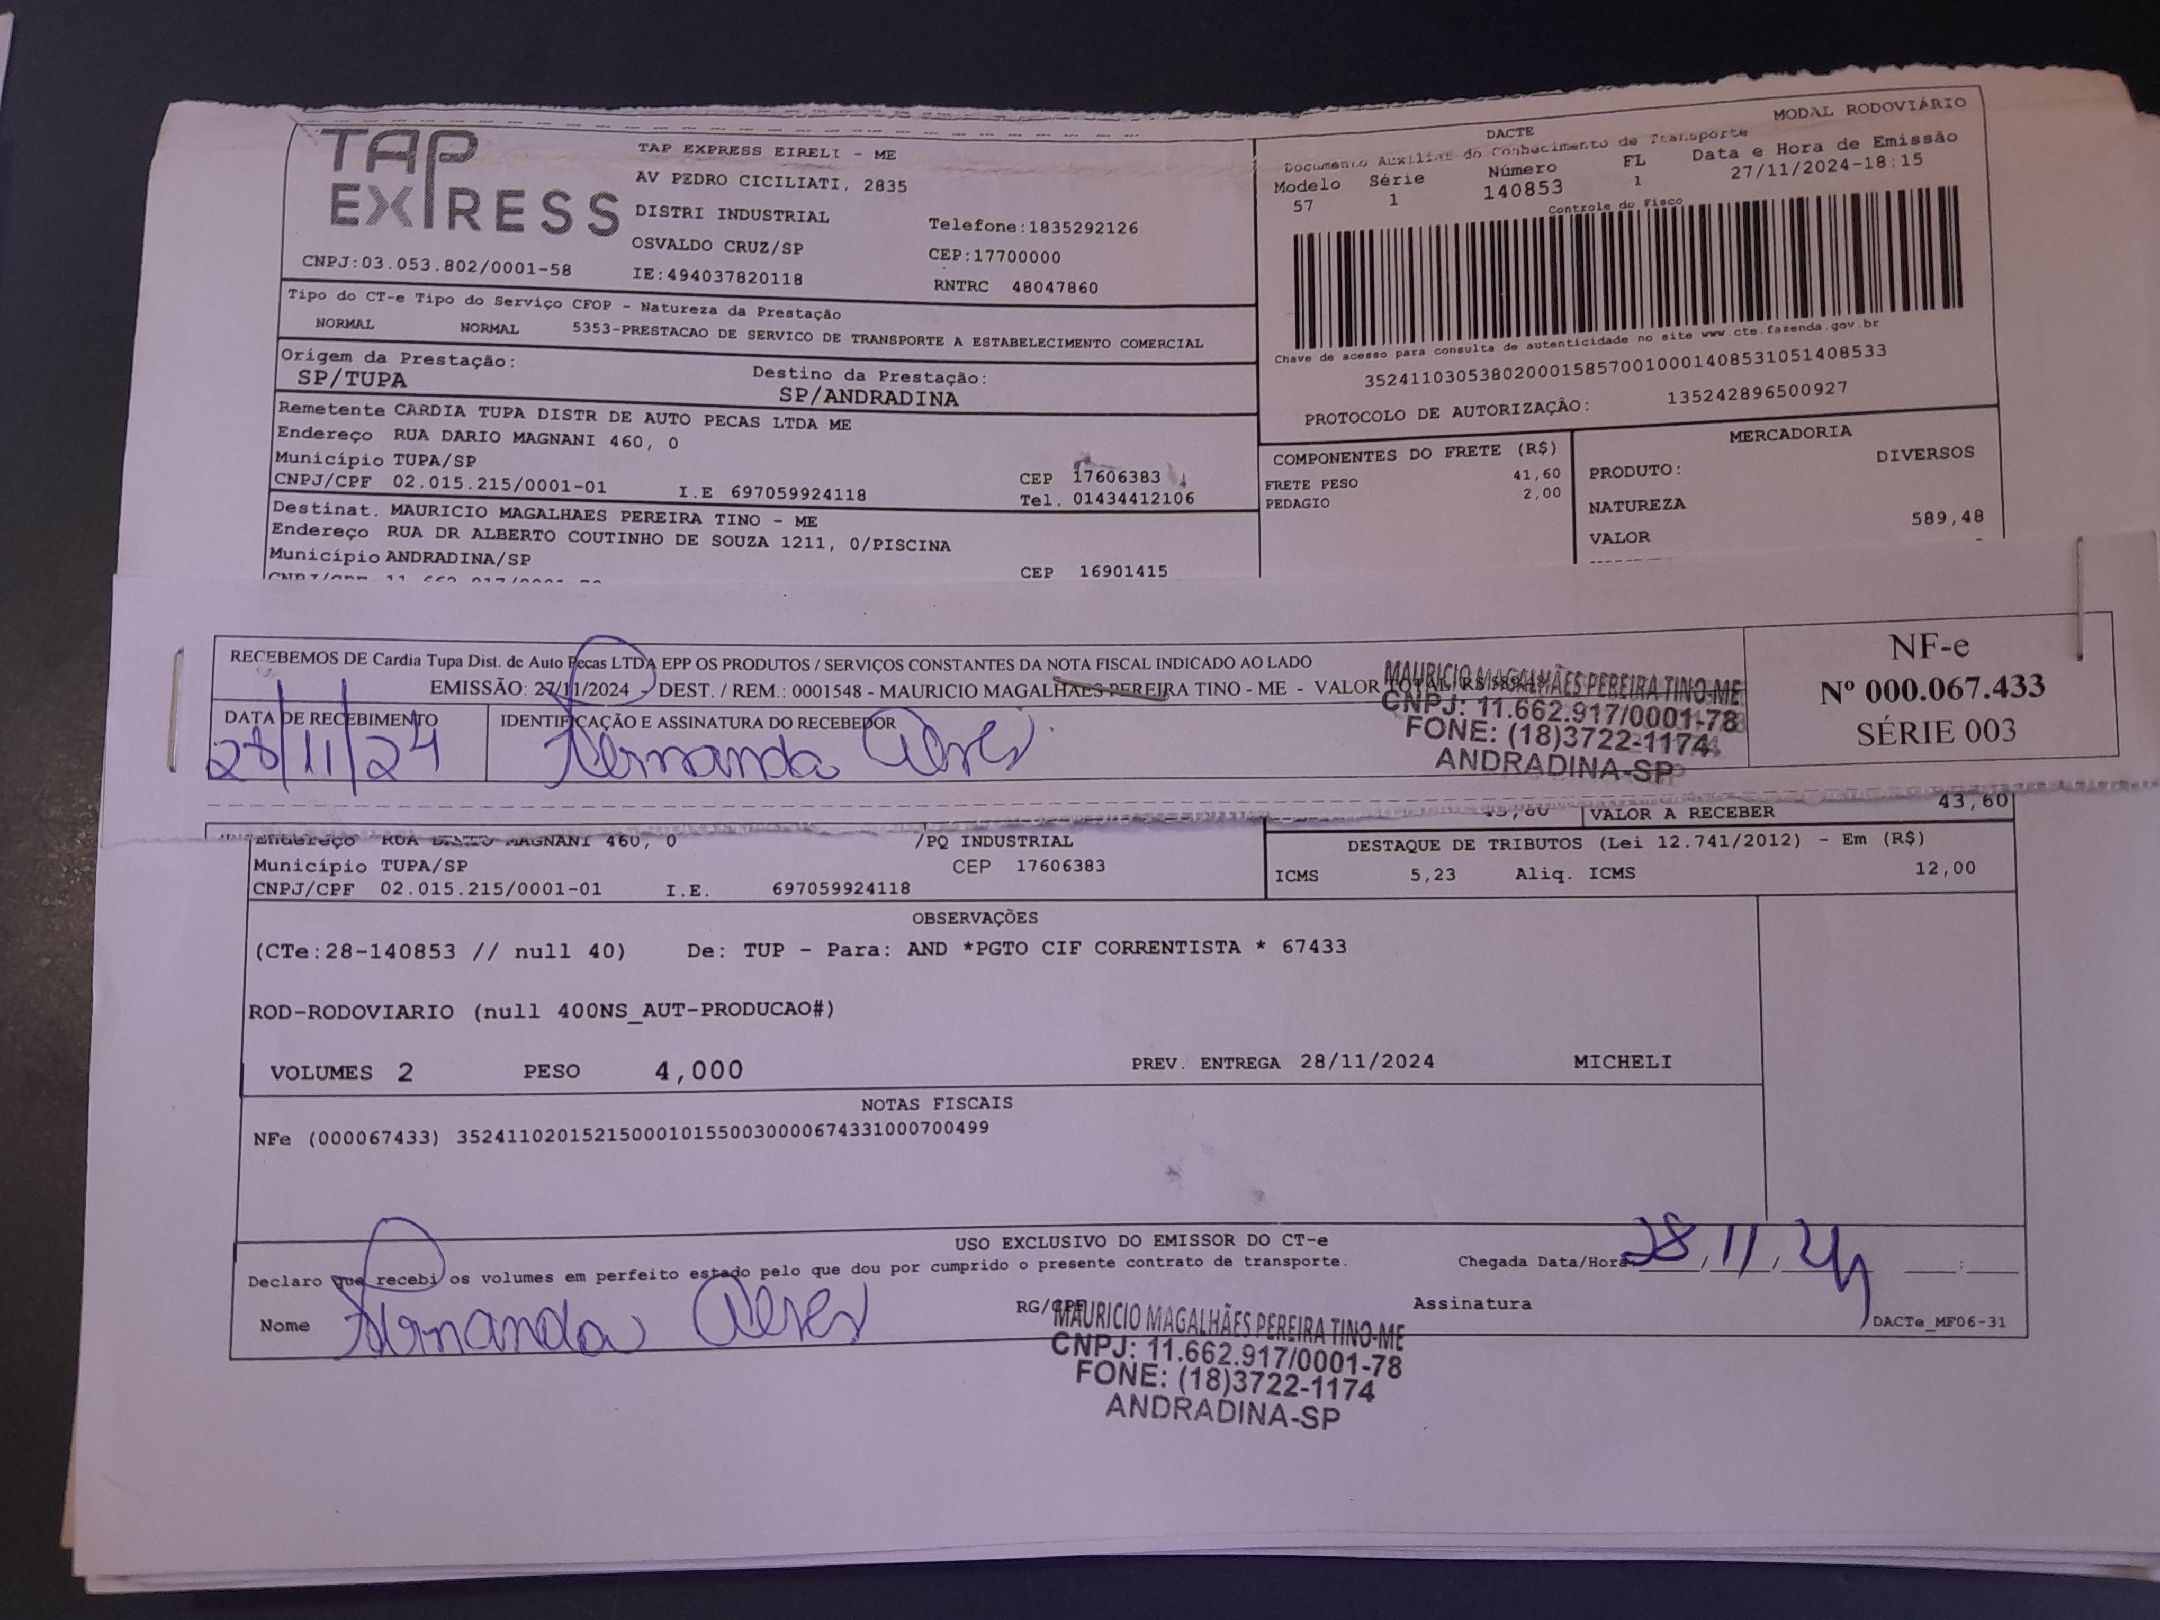 TAP EXPRESS
TAP EXPRESS EIRELI - ME
AV PEDRO CICILIATI, 2835
DISTRI INDUSTRIAL
Telefone:1835292126
OSVALDO CRUZ/SP
CEP:17700000
CNPJ:03.053.802/0001-58
IE:494037820118
RNTRC 48047860
MODAL RODOVIÁRIO
DACTE
Documento Auxiliar do Conhecimento de Transporte
Modelo Série Número FL Data e Hora de Emissão
57 1 140853 1 27/11/2024-18:15
Controle do Fisco
Chave de acesso para consulta de autenticidade no site www.cte.fazenda.gov.br
35241103053802000158570010001408531051408533
PROTOCOLO DE AUTORIZAÇÃO: 135242896500927
Tipo do CT-e Tipo do Serviço CFOP - Natureza da Prestação
NORMAL NORMAL 5353-PRESTACAO DE SERVICO DE TRANSPORTE A ESTABELECIMENTO COMERCIAL
Origem da Prestação: Destino da Prestação:
SP/TUPA SP/ANDRADINA
Remetente CARDIA TUPA DISTR DE AUTO PECAS LTDA ME
Endereço RUA DARIO MAGNANI 460, 0
Município TUPA/SP CEP 17606383
CNPJ/CPF 02.015.215/0001-01 I.E 697059924118 Tel. 01434412106
Destinat. MAURICIO MAGALHAES PEREIRA TINO - ME
Endereço RUA DR ALBERTO COUTINHO DE SOUZA 1211, 0/PISCINA
Município ANDRADINA/SP CEP 16901415
COMPONENTES DO FRETE (R$)
FRETE PESO 41,60
PEDAGIO 2,00
MERCADORIA
PRODUTO: DIVERSOS
NATUREZA
VALOR 589,48
RECEBEMOS DE Cardia Tupa Dist. de Auto Pecas LTDA EPP OS PRODUTOS / SERVIÇOS CONSTANTES DA NOTA FISCAL INDICADO AO LADO
EMISSÃO: 27/11/2024 - DEST. / REM.: 0001548 - MAURICIO MAGALHAES PEREIRA TINO - ME - VALOR TOTAL: R$
DATA DE RECEBIMENTO
28/11/24
IDENTIFICAÇÃO E ASSINATURA DO RECEBEDOR
Fernanda Alves
MAURICIO MAGALHÃES PEREIRA TINO-ME
CNPJ: 11.662.917/0001-78
FONE: (18)3722-1174
ANDRADINA-SP
NF-e
Nº 000.067.433
SÉRIE 003
VALOR A RECEBER 43,60
Endereço RUA DARIO MAGNANI 460, 0 /PQ INDUSTRIAL
Município TUPA/SP CEP 17606383
CNPJ/CPF 02.015.215/0001-01 I.E. 697059924118
DESTAQUE DE TRIBUTOS (Lei 12.741/2012) - Em (R$)
ICMS 5,23 Aliq. ICMS 12,00
OBSERVAÇÕES
(CTe:28-140853 // null 40) De: TUP - Para: AND *PGTO CIF CORRENTISTA * 67433
ROD-RODOVIARIO (null 400NS_AUT-PRODUCAO#)
VOLUMES 2 PESO 4,000 PREV. ENTREGA 28/11/2024 MICHELI
NOTAS FISCAIS
NFe (000067433) 35241102015215000101550030000674331000700499
USO EXCLUSIVO DO EMISSOR DO CT-e
Declaro que recebi os volumes em perfeito estado pelo que dou por cumprido o presente contrato de transporte.
Chegada Data/Hora 28/11/24 :
Nome Fernanda Alves RG/CPF Assinatura
DACTe_MF06-31
MAURICIO MAGALHÃES PEREIRA TINO-ME
CNPJ: 11.662.917/0001-78
FONE: (18)3722-1174
ANDRADINA-SP